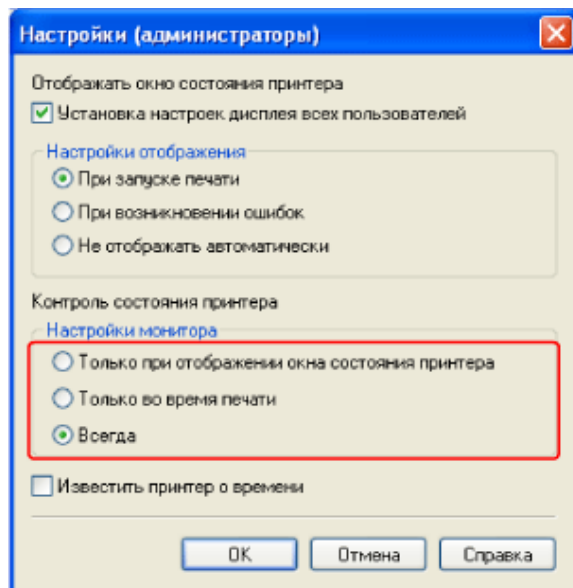 Настройки (администраторы)
Отображать окно состояния принтера
Установка настроек дисплея всех пользователей
Настройки отображения
При запуске печати
При возникновении ошибок
Не отображать автоматически
Контроль состояния принтера
Настройки монитора
Только при отображении окна состояния принтера
Только во время печати
Всегда
Известить принтер о времени
OK Отмена Справка